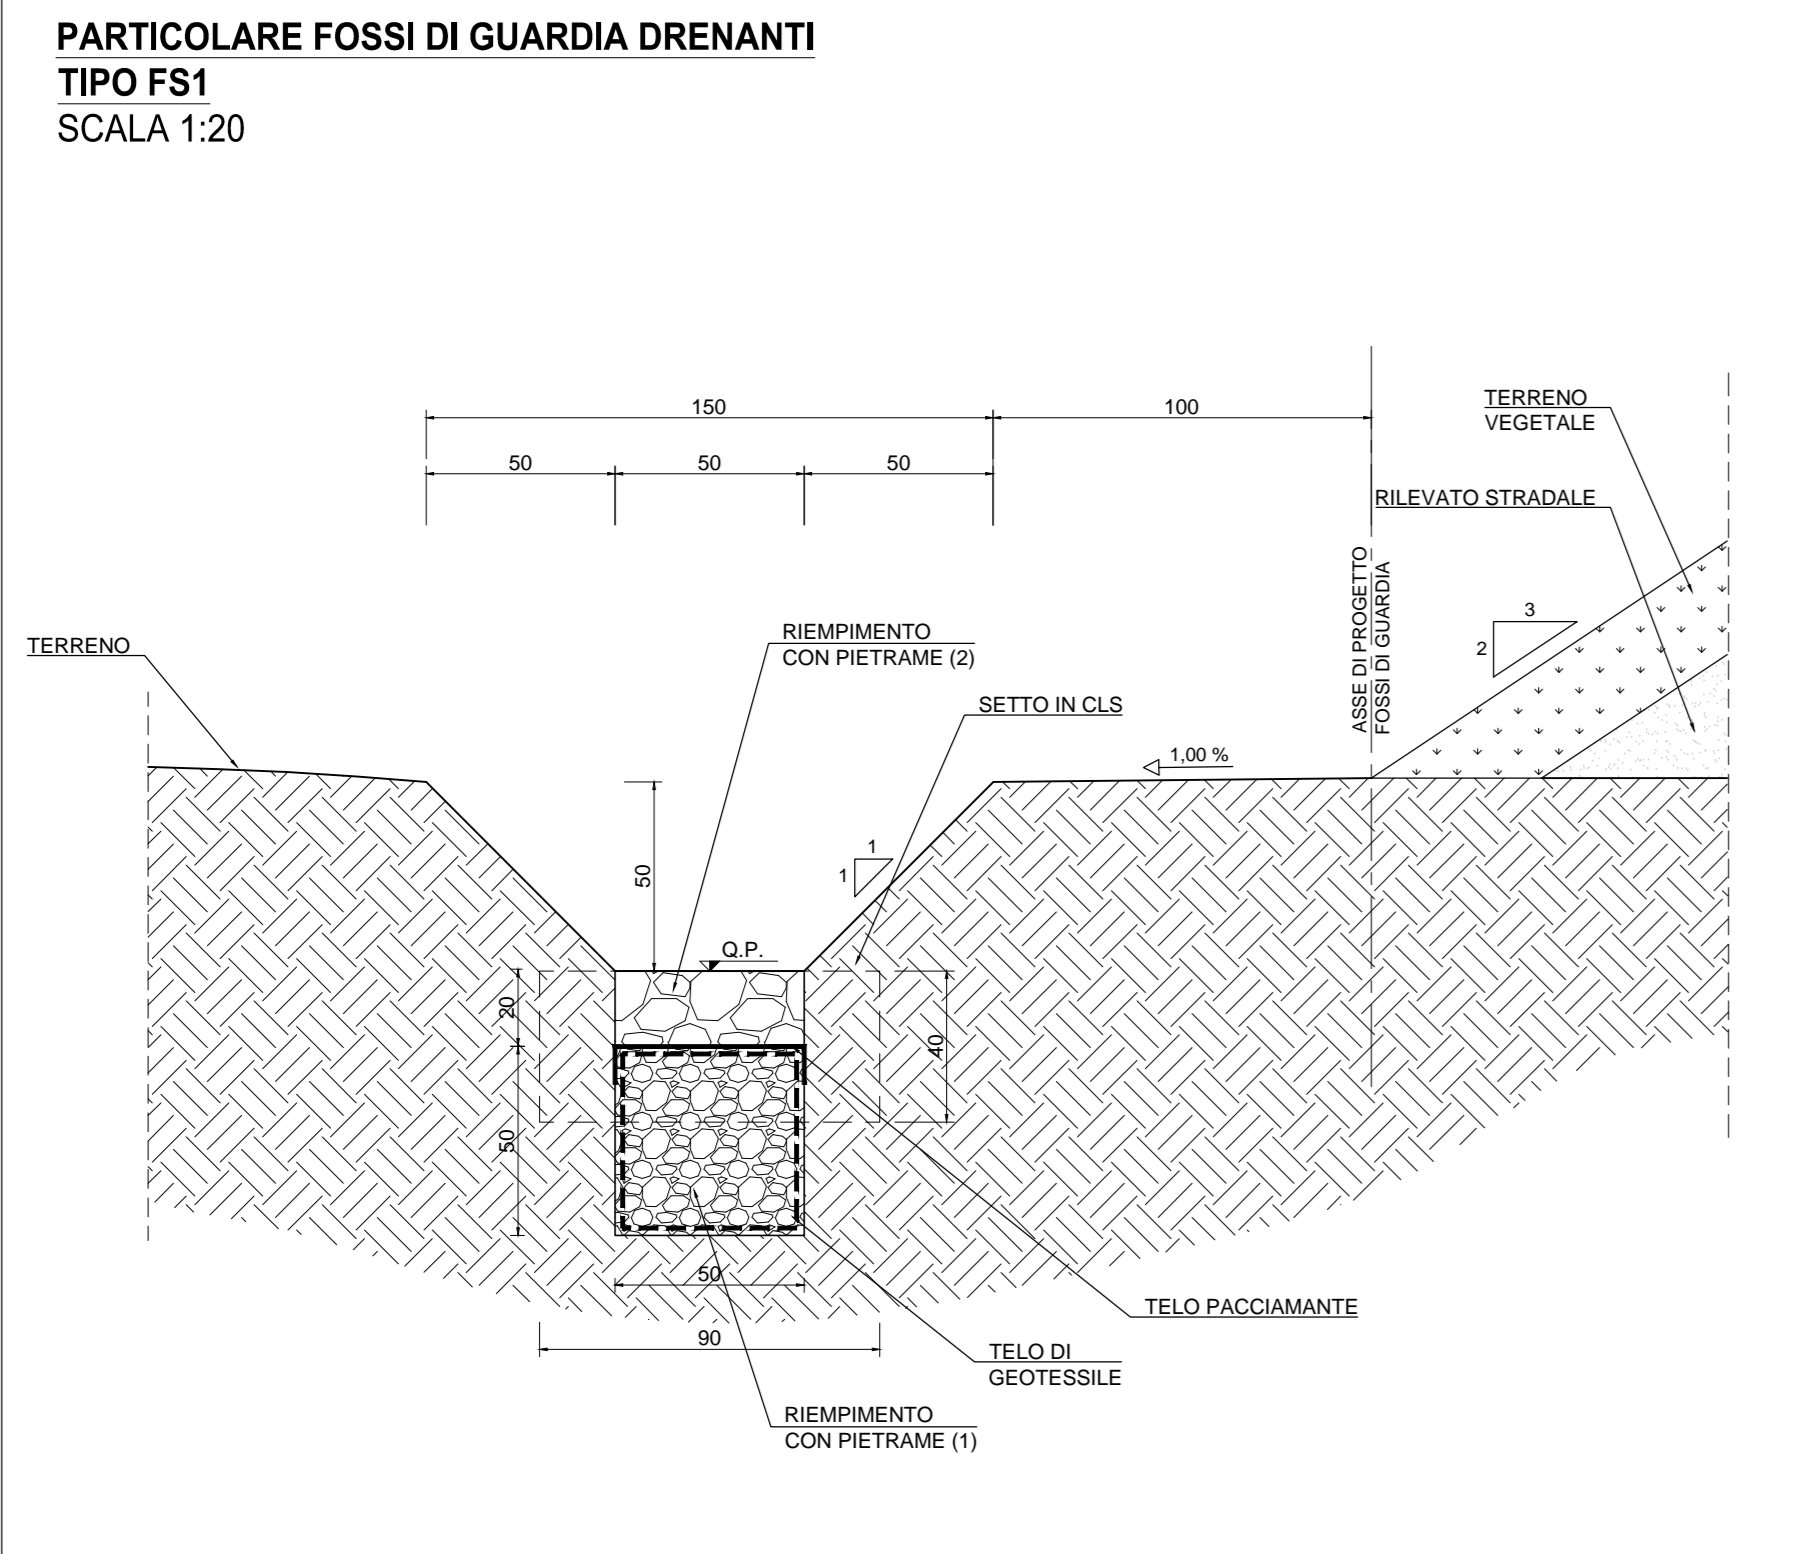 PARTICOLARE FOSSI DI GUARDIA DRENANTI
TIPO FS1
SCALA 1:20
150
100
50
50
50
TERRENO
VEGETALE
RILEVATO STRADALE
ASSE DI PROGETTO
FOSSI DI GUARDIA
3
2
TERRENO
RIEMPIMENTO
CON PIETRAME (2)
SETTO IN CLS
1,00 %
1
1
50
Q.P.
20
40
50
50
90
TELO PACCIAMANTE
TELO DI
GEOTESSILE
RIEMPIMENTO
CON PIETRAME (1)